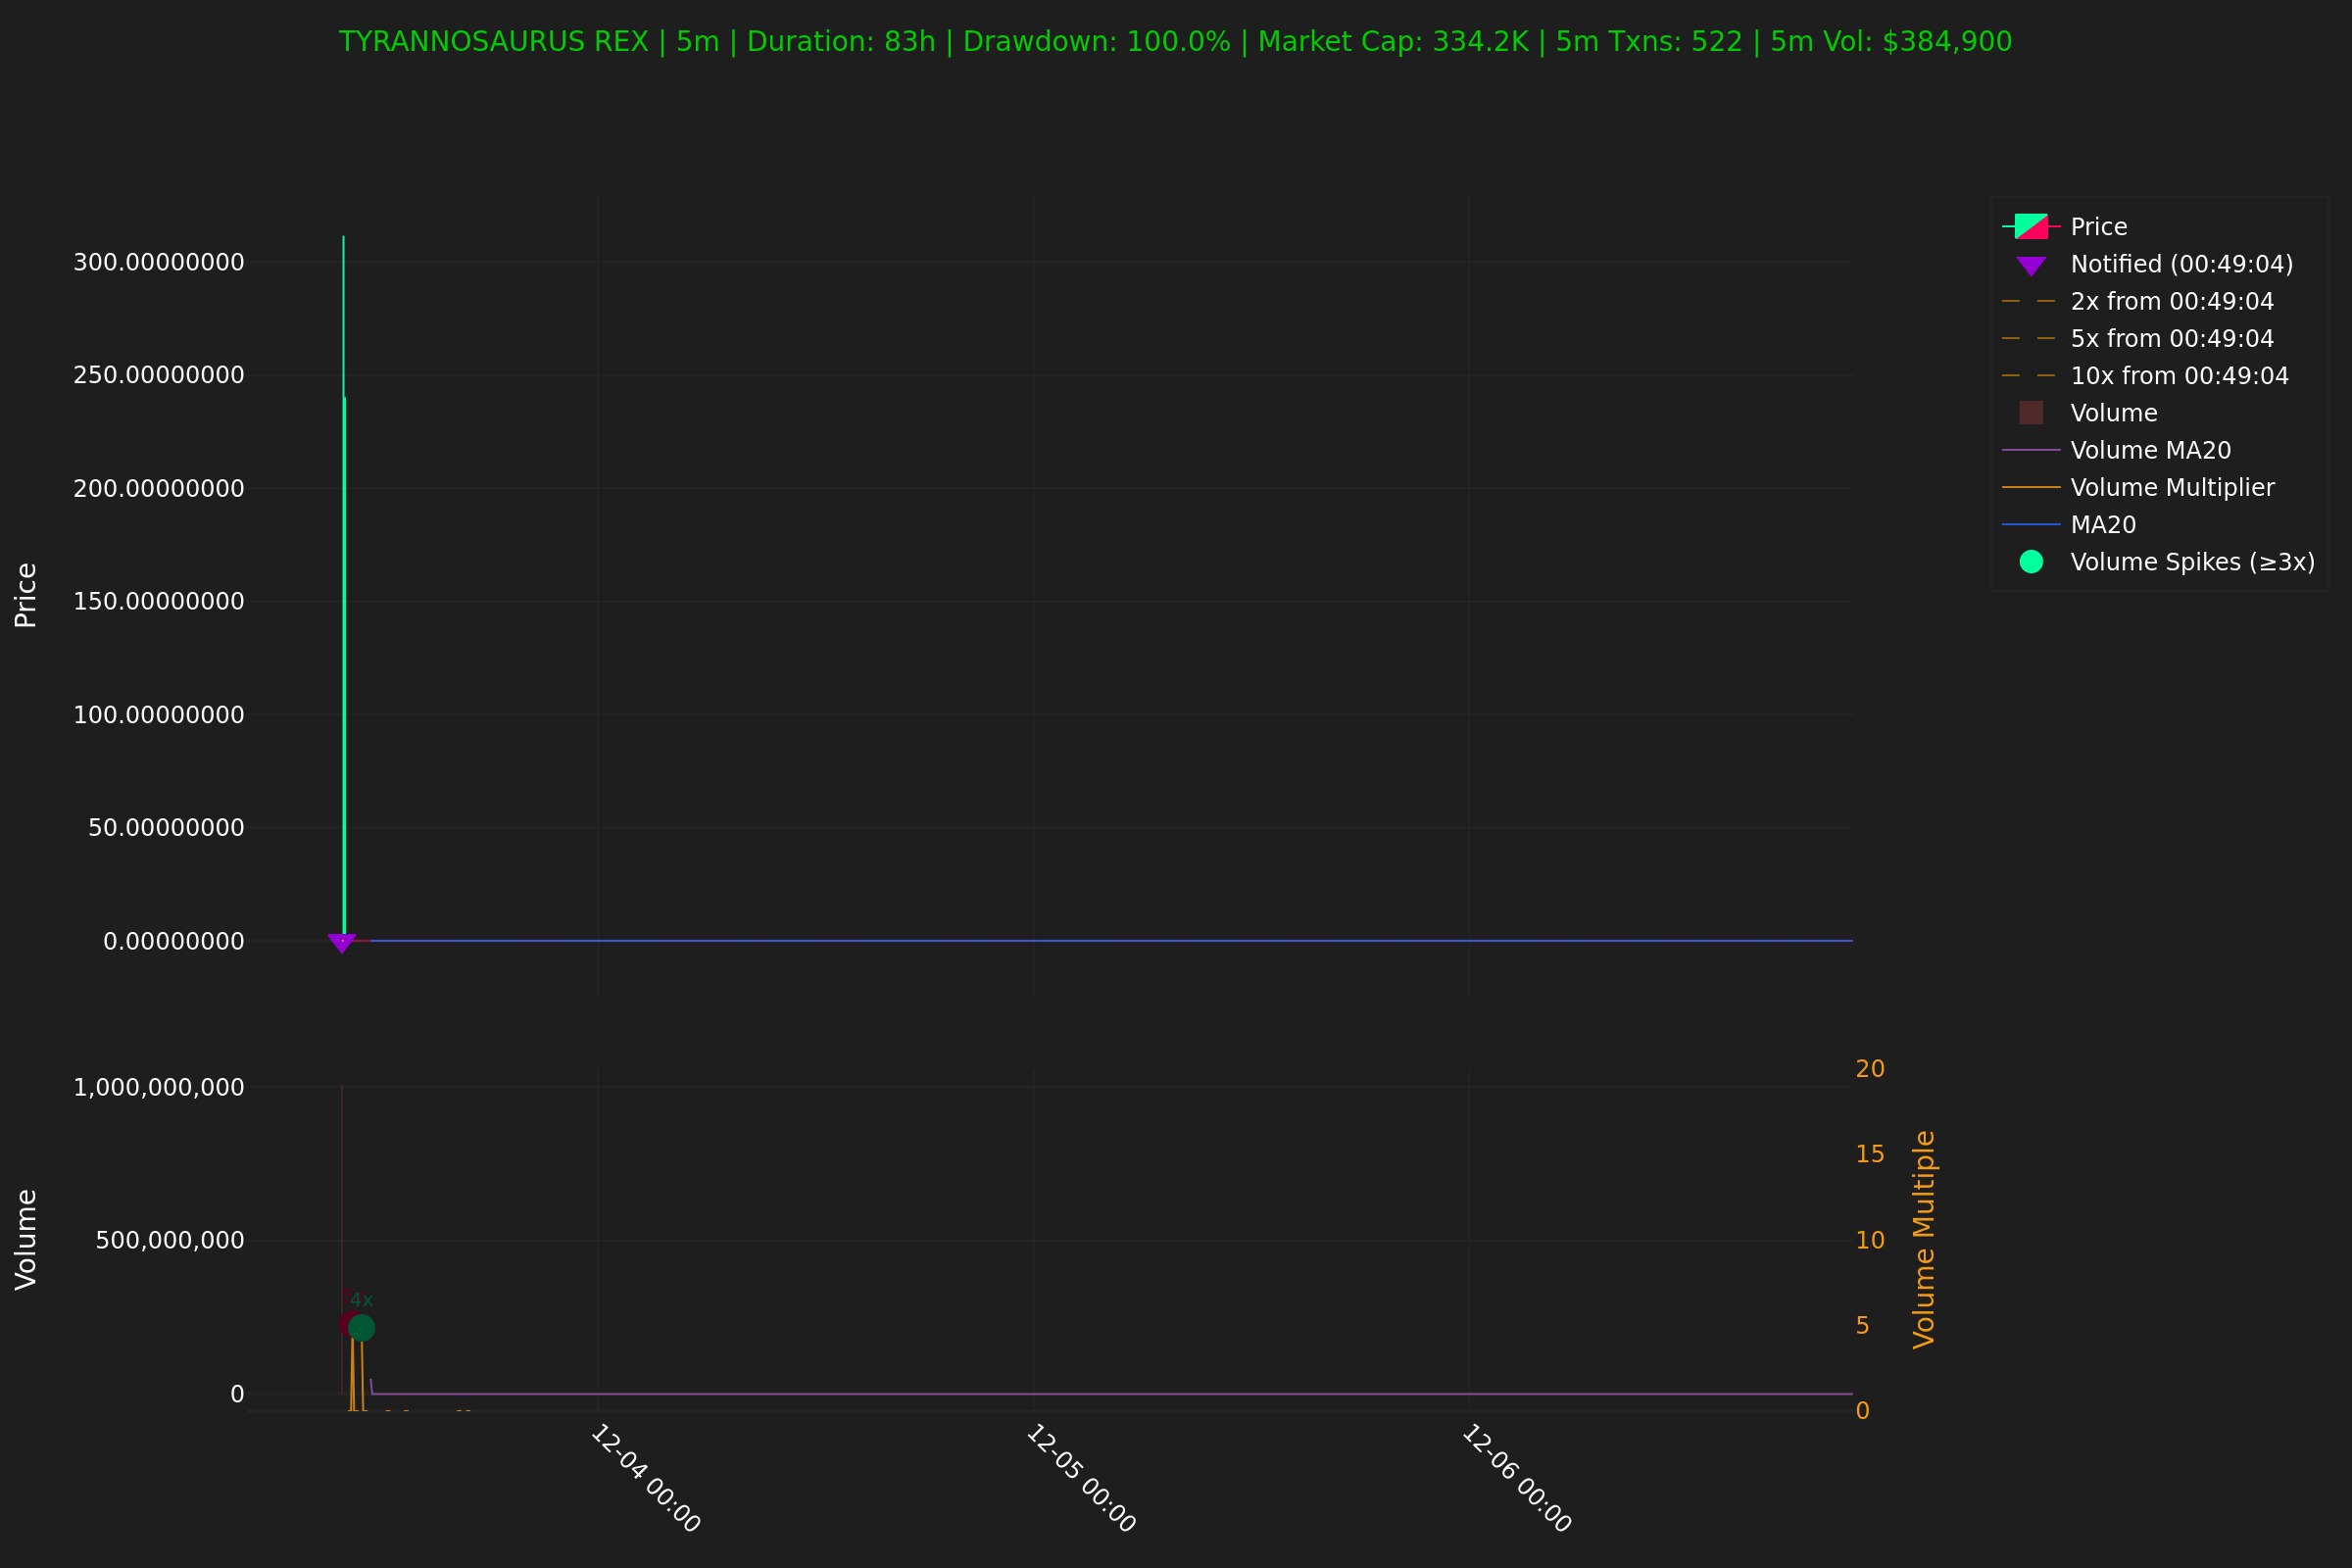 TYRANNOSAURUS REX | 5m | Duration: 83h | Drawdown: 100.0% | Market Cap: 334.2K | 5m Txns: 522 | 5m Vol: $384,900
Price
300.00000000
250.00000000
200.00000000
150.00000000
100.00000000
50.00000000
0.00000000
Price
Notified (00:49:04)
2x from 00:49:04
5x from 00:49:04
10x from 00:49:04
Volume
Volume MA20
Volume Multiplier
MA20
Volume Spikes (≥3x)
Volume
1,000,000,000
500,000,000
0
4x
20
15
10
5
0
Volume Multiple
12-04 00:00
12-05 00:00
12-06 00:00